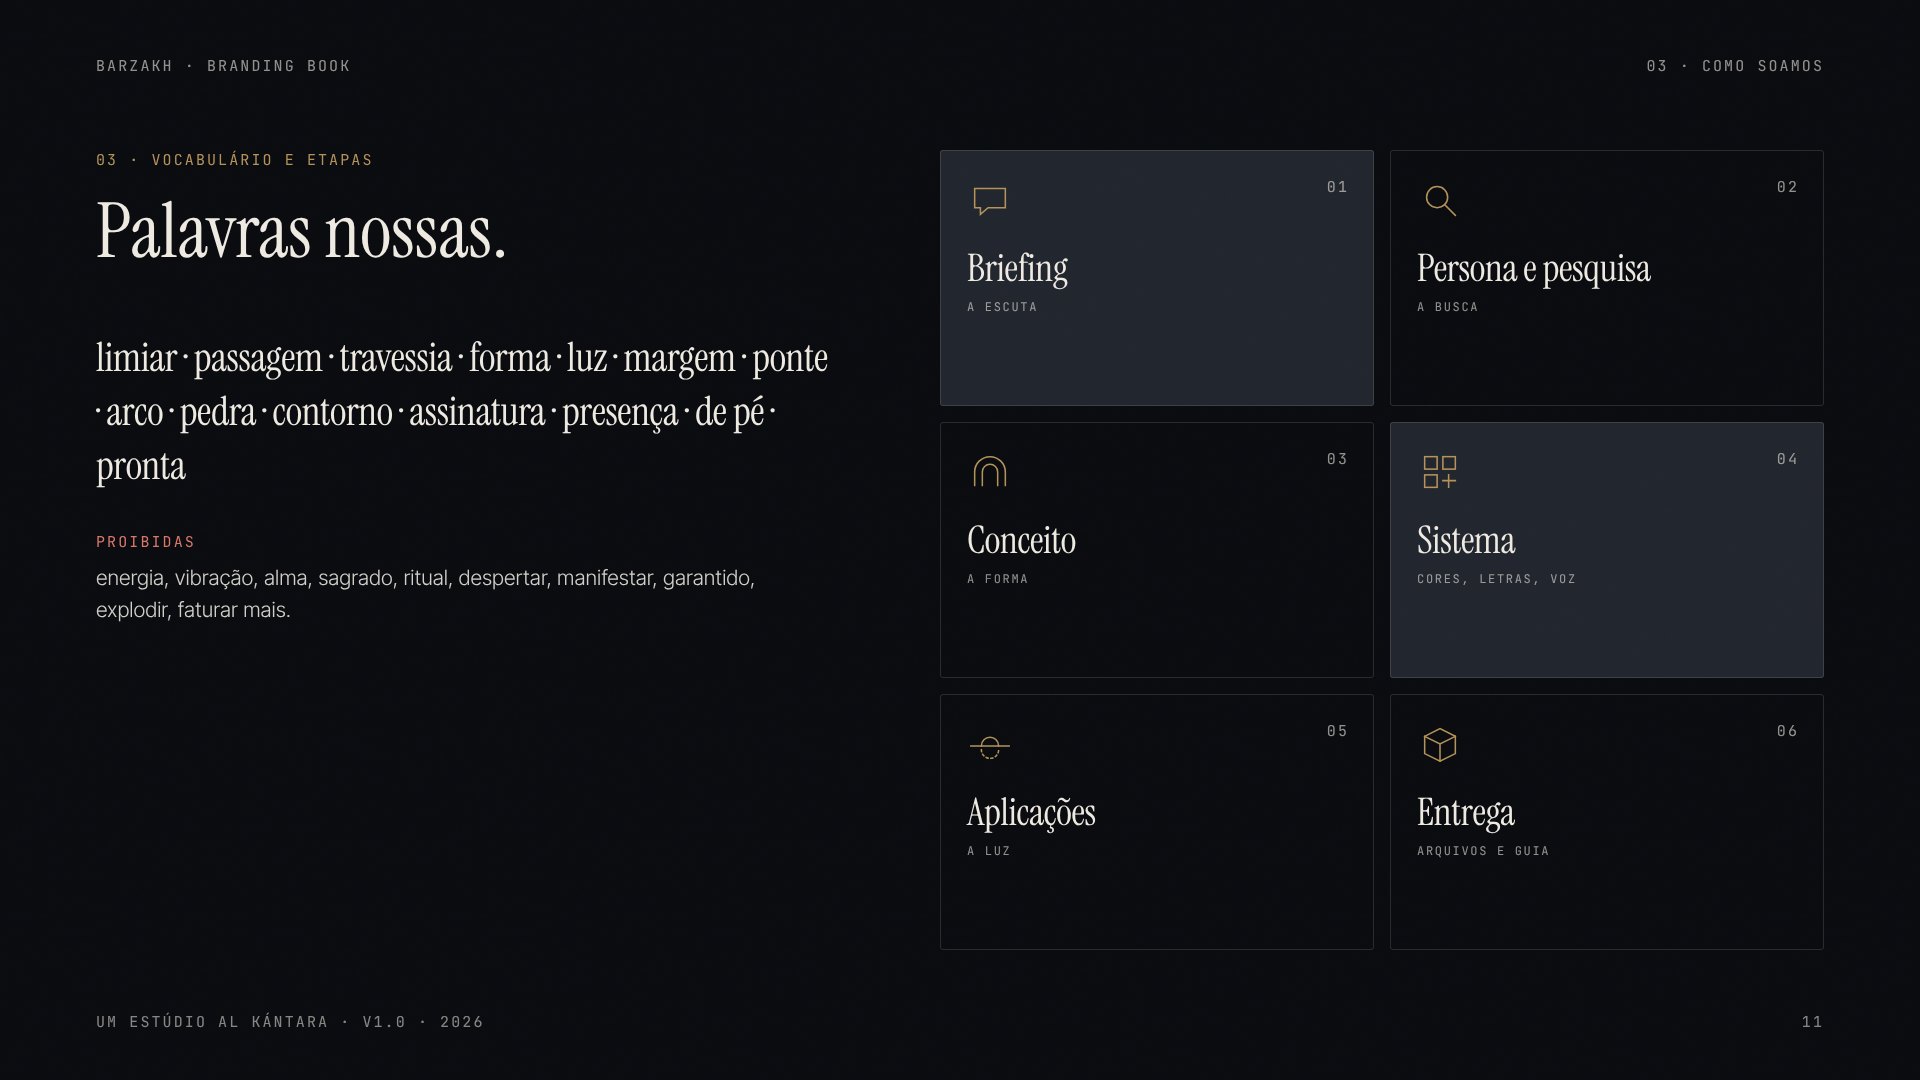 BARZAKH · BRANDING BOOK
03 · COMO SOAMOS
03 · VOCABULÁRIO E ETAPAS
Palavras nossas.
limiar · passagem · travessia · forma · luz · margem · ponte
· arco · pedra · contorno · assinatura · presença · de pé ·
pronta
PROIBIDAS
energia, vibração, alma, sagrado, ritual, despertar, manifestar, garantido,
explodir, faturar mais.
01
Briefing
A ESCUTA
02
Persona e pesquisa
A BUSCA
03
Conceito
A FORMA
04
Sistema
CORES, LETRAS, VOZ
05
Aplicações
A LUZ
06
Entrega
ARQUIVOS E GUIA
UM ESTÚDIO AL KÁNTARA · V1.0 · 2026
11